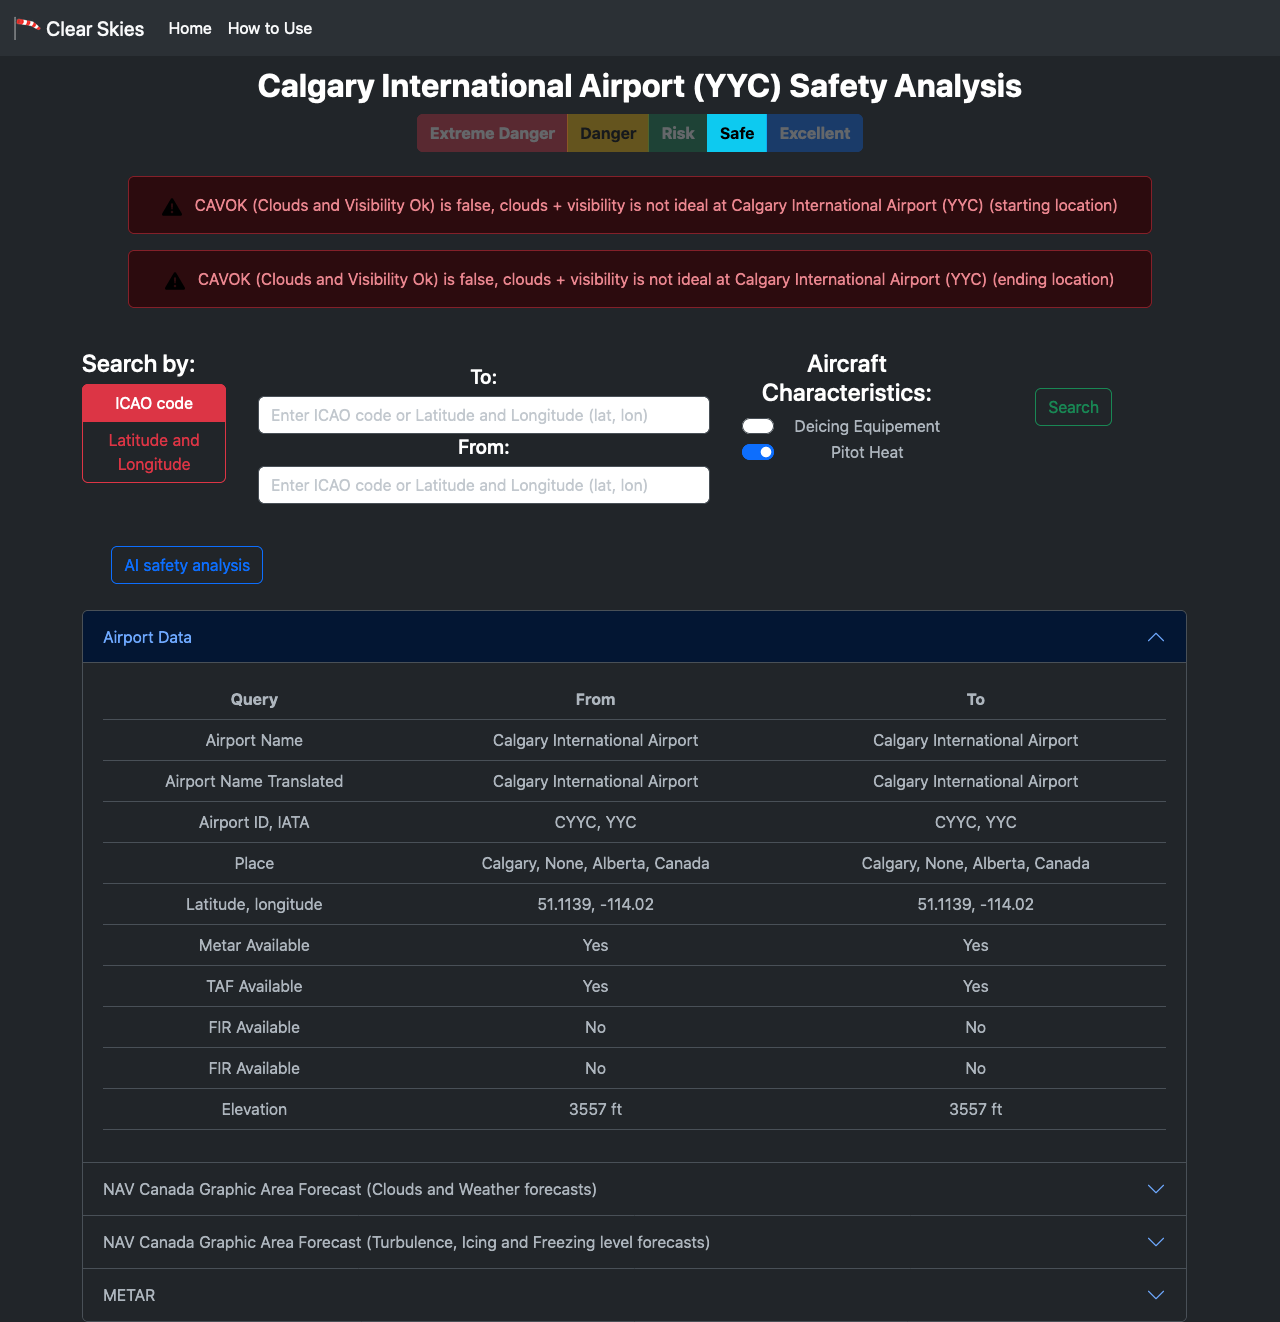 Clear Skies Home How to Use
Calgary International Airport (YYC) Safety Analysis
Extreme Danger Danger Risk Safe Excellent
CAVOK (Clouds and Visibility Ok) is false, clouds + visibility is not ideal at Calgary International Airport (YYC) (starting location)
CAVOK (Clouds and Visibility Ok) is false, clouds + visibility is not ideal at Calgary International Airport (YYC) (ending location)
Search by:
ICAO code
Latitude and
Longitude
To:
Enter ICAO code or Latitude and Longitude (lat, lon)
From:
Enter ICAO code or Latitude and Longitude (lat, lon)
Aircraft
Characteristics:
Deicing Equipement
Pitot Heat
Search
AI safety analysis
Airport Data
Query From To
Airport Name Calgary International Airport Calgary International Airport
Airport Name Translated Calgary International Airport Calgary International Airport
Airport ID, IATA CYYC, YYC CYYC, YYC
Place Calgary, None, Alberta, Canada Calgary, None, Alberta, Canada
Latitude, longitude 51.1139, -114.02 51.1139, -114.02
Metar Available Yes Yes
TAF Available Yes Yes
FIR Available No No
FIR Available No No
Elevation 3557 ft 3557 ft
NAV Canada Graphic Area Forecast (Clouds and Weather forecasts)
NAV Canada Graphic Area Forecast (Turbulence, Icing and Freezing level forecasts)
METAR